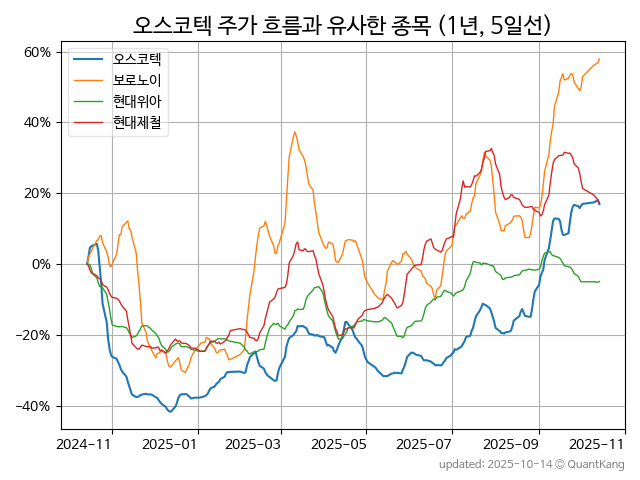 오스코텍 주가 흐름과 유사한 종목 (1년, 5일선)
오스코텍
보로노이
현대위아
현대제철
60%
40%
20%
0%
−20%
−40%
2024-11
2025-01
2025-03
2025-05
2025-07
2025-09
2025-11
updated: 2025-10-14 © QuantKang